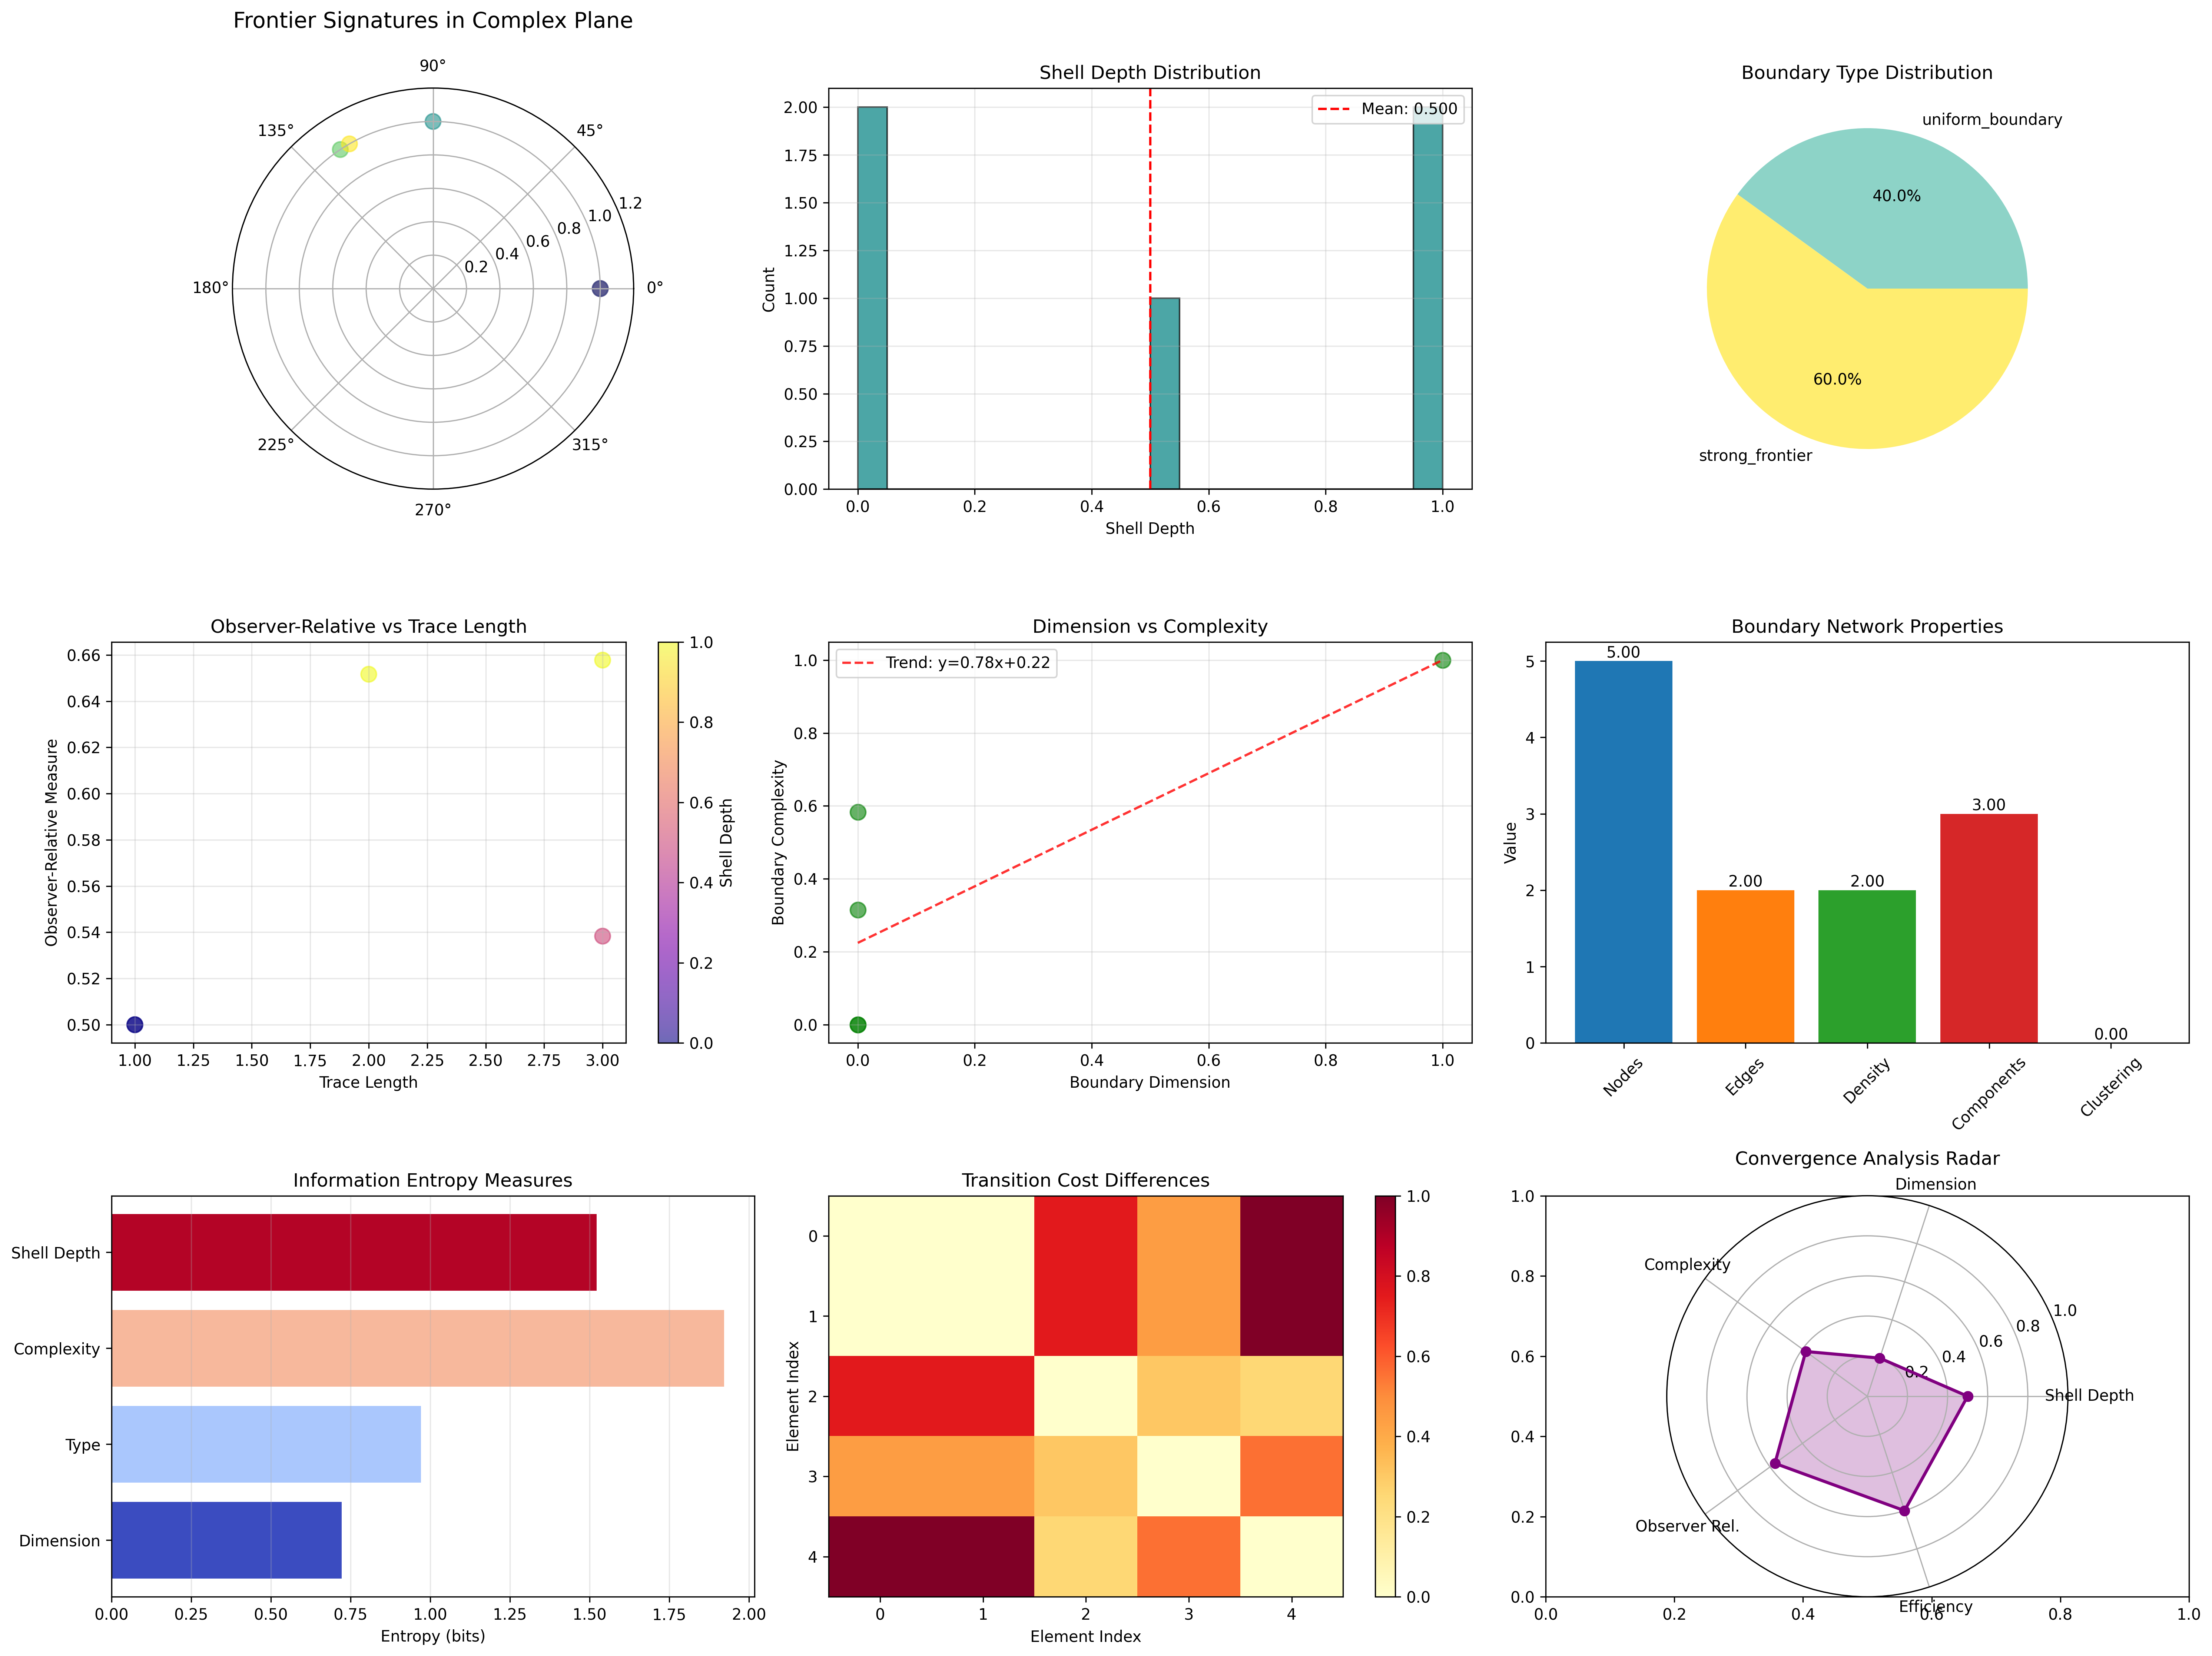 Frontier Signatures in Complex Plane
90°
135°
45°
180°
0°
225°
315°
270°
0.2
0.4
0.6
0.8
1.0
1.2
Shell Depth Distribution
Mean: 0.500
2.00
1.75
1.50
1.25
1.00
0.75
0.50
0.25
0.00
Count
0.0 0.2 0.4 0.6 0.8 1.0
Shell Depth
Boundary Type Distribution
uniform_boundary
40.0%
60.0%
strong_frontier
Observer-Relative vs Trace Length
0.66
0.64
0.62
0.60
0.58
0.56
0.54
0.52
0.50
Observer-Relative Measure
1.00 1.25 1.50 1.75 2.00 2.25 2.50 2.75 3.00
Trace Length
1.0
0.8
0.6
0.4
0.2
0.0
Shell Depth
Dimension vs Complexity
Trend: y=0.78x+0.22
1.0
0.8
0.6
0.4
0.2
0.0
Boundary Complexity
0.0 0.2 0.4 0.6 0.8 1.0
Boundary Dimension
Boundary Network Properties
5.00
2.00
2.00
3.00
0.00
5
4
3
2
1
0
Value
Nodes
Edges
Density
Components
Clustering
Information Entropy Measures
Shell Depth
Complexity
Type
Dimension
0.00 0.25 0.50 0.75 1.00 1.25 1.50 1.75 2.00
Entropy (bits)
Transition Cost Differences
0
1
2
3
4
Element Index
0 1 2 3 4
Element Index
1.0
0.8
0.6
0.4
0.2
0.0
Convergence Analysis Radar
Dimension
Complexity
Shell Depth
Observer Rel.
Efficiency
0.2
0.4
0.6
0.8
1.0
1.0
0.8
0.6
0.4
0.2
0.0
0.0 0.2 0.4 0.6 0.8 1.0